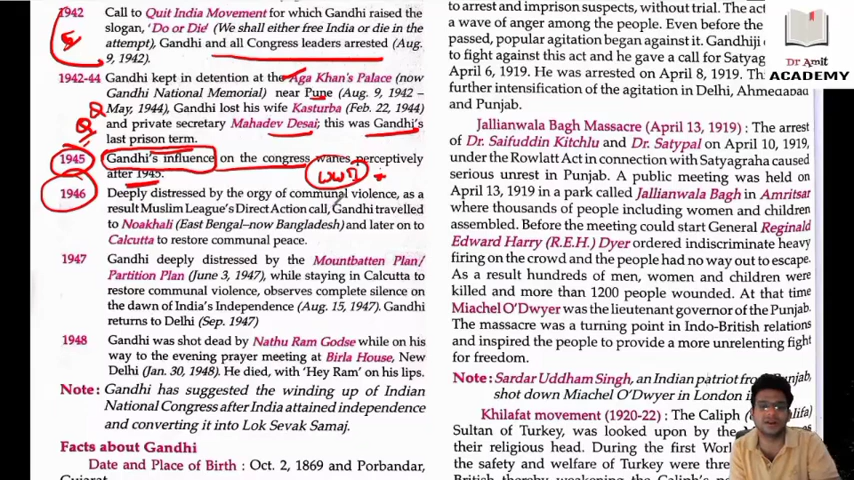 1942 Call to Quit India Movement for which Gandhi raised the
slogan, 'Do or Die' (We shall either free India or die in the
attempt), Gandhi and all Congress leaders arrested (Aug.
9, 1942).
1942-44 Gandhi kept in detention at the Aga Khan's Palace (now
Gandhi National Memorial) near Pune (Aug. 9, 1942 –
May, 1944), Gandhi lost his wife Kasturba (Feb. 22, 1944)
and private secretary Mahadev Desai; this was Gandhi's
last prison term.
1945 Gandhi's influence on the congress wanes perceptively
after 1945.
1946 Deeply distressed by the orgy of communal violence, as a
result Muslim League's Direct Action call, Gandhi travelled
to Noakhali (East Bengal–now Bangladesh) and later on to
Calcutta to restore communal peace.
1947 Gandhi deeply distressed by the Mountbatten Plan/
Partition Plan (June 3, 1947), while staying in Calcutta to
restore communal violence, observes complete silence on
the dawn of India's Independence (Aug. 15, 1947). Gandhi
returns to Delhi (Sep. 1947)
1948 Gandhi was shot dead by Nathu Ram Godse while on his
way to the evening prayer meeting at Birla House, New
Delhi (Jan. 30, 1948). He died, with 'Hey Ram' on his lips.
Note: Gandhi has suggested the winding up of Indian
National Congress after India attained independence
and converting it into Lok Sevak Samaj.
Facts about Gandhi
Date and Place of Birth : Oct. 2, 1869 and Porbandar,
Gujarat
to arrest and imprison suspects, without trial. The act
a wave of anger among the people. Even before the
passed, popular agitation began against it. Gandhiji
to fight against this act and he gave a call for Satyag
April 6, 1919. He was arrested on April 8, 1919. Th
further intensification of the agitation in Delhi, Ahmedabad
and Punjab.
Jallianwala Bagh Massacre (April 13, 1919) : The arrest
of Dr. Saifuddin Kitchlu and Dr. Satypal on April 10, 1919,
under the Rowlatt Act in connection with Satyagraha caused
serious unrest in Punjab. A public meeting was held on
April 13, 1919 in a park called Jallianwala Bagh in Amritsar
where thousands of people including women and children
assembled. Before the meeting could start General Reginald
Edward Harry (R.E.H.) Dyer ordered indiscriminate heavy
firing on the crowd and the people had no way out to escape.
As a result hundreds of men, women and children were
killed and more than 1200 people wounded. At that time
Miachel O'Dwyer was the lieutenant governor of the Punjab.
The massacre was a turning point in Indo-British relations
and inspired the people to provide a more unrelenting fight
for freedom.
Note: Sardar Uddham Singh, an Indian patriot from Punjab,
shot down Miachel O'Dwyer in London
Khilafat movement (1920-22) : The Caliph
Sultan of Turkey, was looked upon by the
their religious head. During the first Worl
the safety and welfare of Turkey were thre
British thereby weakening the Caliph's
Dr Amit
ACADEMY